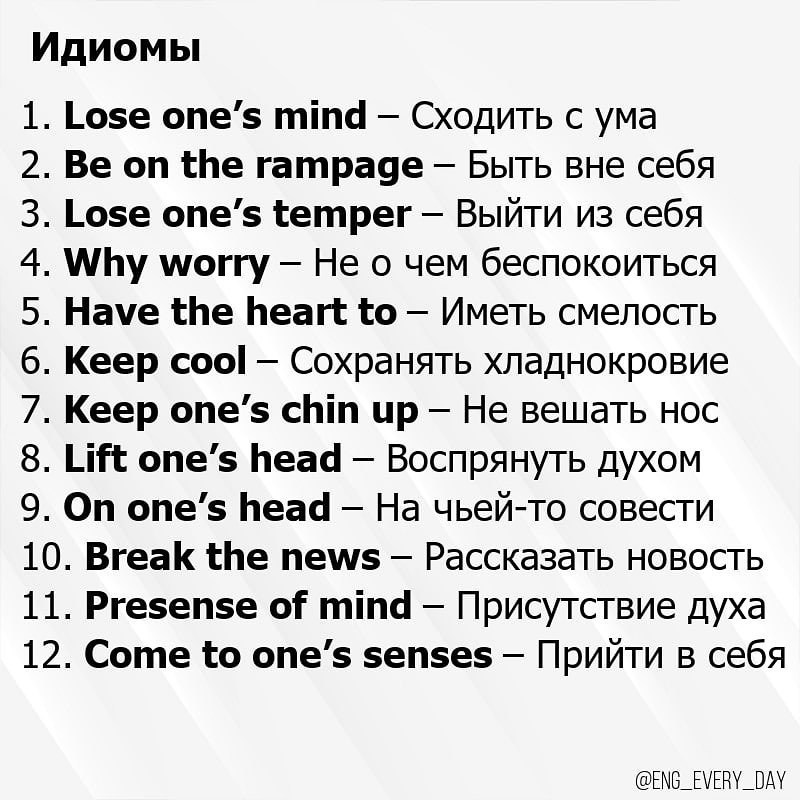 Идиомы
1. Lose one’s mind – Сходить с ума
2. Be on the rampage – Быть вне себя
3. Lose one’s temper – Выйти из себя
4. Why worry – Не о чем беспокоиться
5. Have the heart to – Иметь смелость
6. Keep cool – Сохранять хладнокровие
7. Keep one’s chin up – Не вешать нос
8. Lift one’s head – Воспрянуть духом
9. On one’s head – На чьей-то совести
10. Break the news – Рассказать новость
11. Presense of mind – Присутствие духа
12. Come to one’s senses – Прийти в себя
@ENG_EVERY_DAY